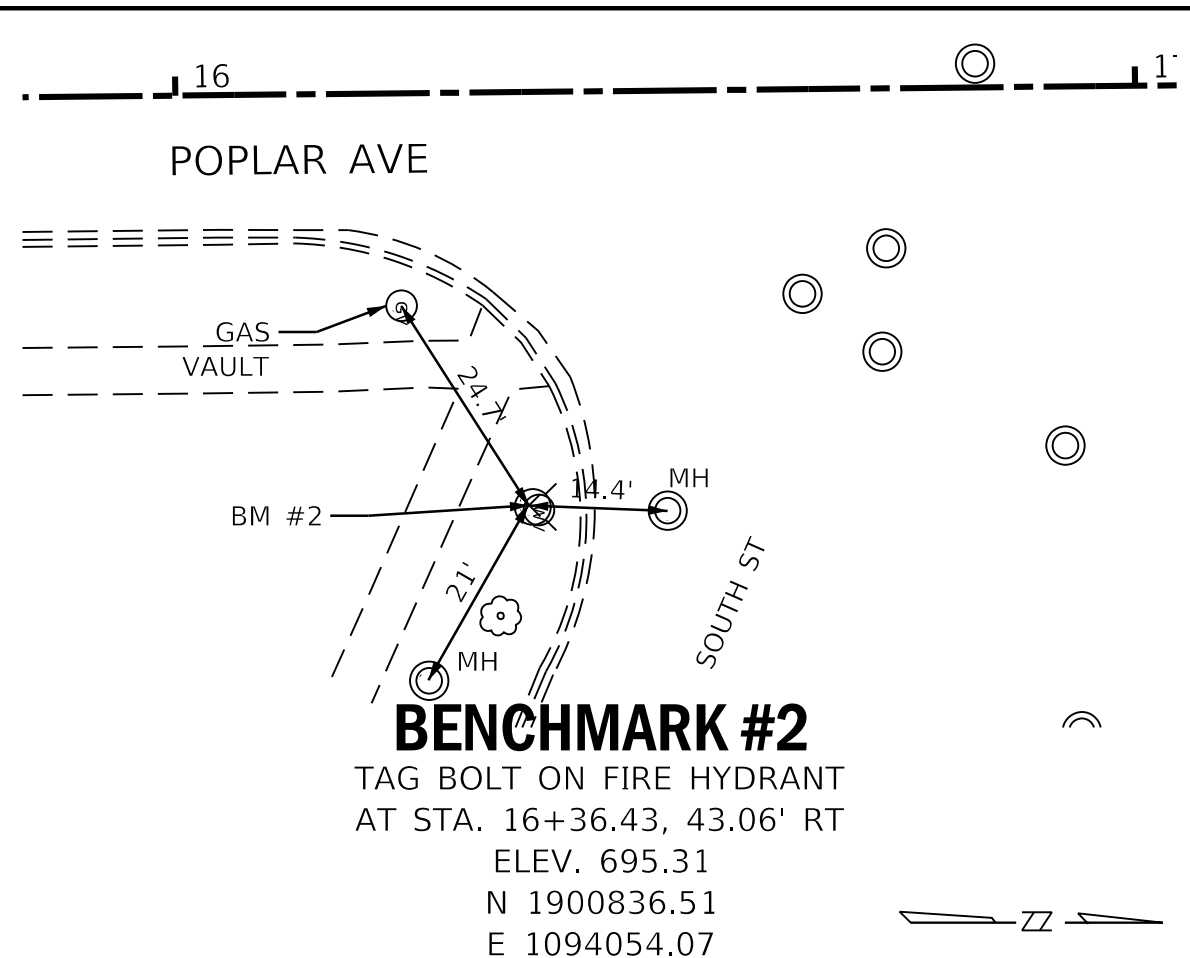 16
POPLAR AVE
GAS
VAULT
24.7'
MH
14.4'
BM #2
21'
SOUTH ST
MH
BENCHMARK #2
TAG BOLT ON FIRE HYDRANT
AT STA. 16+36.43, 43.06' RT
ELEV. 695.31
N 1900836.51
E 1094054.07